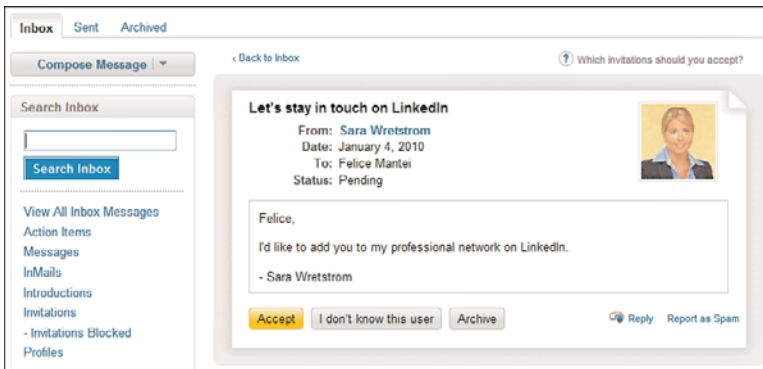 Inbox Sent Archived
Compose Message
‹ Back to Inbox
? Which invitations should you accept?
Search Inbox
Search Inbox
View All Inbox Messages
Action Items
Messages
InMails
Introductions
Invitations
- Invitations Blocked
Profiles
Let's stay in touch on LinkedIn
From: Sara Wretstrom
Date: January 4, 2010
To: Felice Mantei
Status: Pending
Felice,
I'd like to add you to my professional network on LinkedIn.
- Sara Wretstrom
Accept I don't know this user Archive
Reply Report as Spam